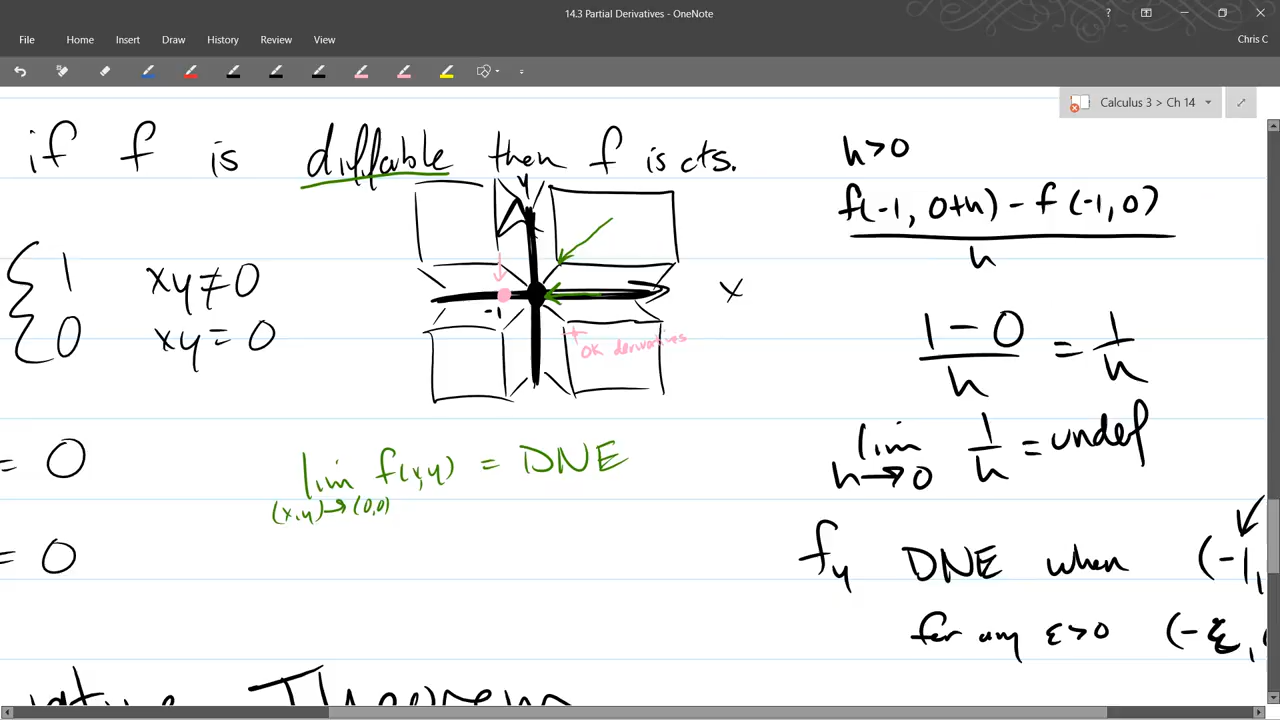 14.3 Partial Derivatives - OneNote
File Home Insert Draw History Review View
Chris C
Calculus 3 > Ch 14
if f is diffable then f is cts.
y
x
-1
OK derivatives
{ 1 xy ≠ 0
{ 0 xy = 0
= 0
= 0
lim f(x,y) = DNE
(x,y)→(0,0)
h>0
f(-1, 0+h) - f(-1, 0)
h
1 - 0 = 1
h h
lim 1 = undef
h→0 h
fy DNE when (-1,
for any ε>0 (-ε,
Theorem